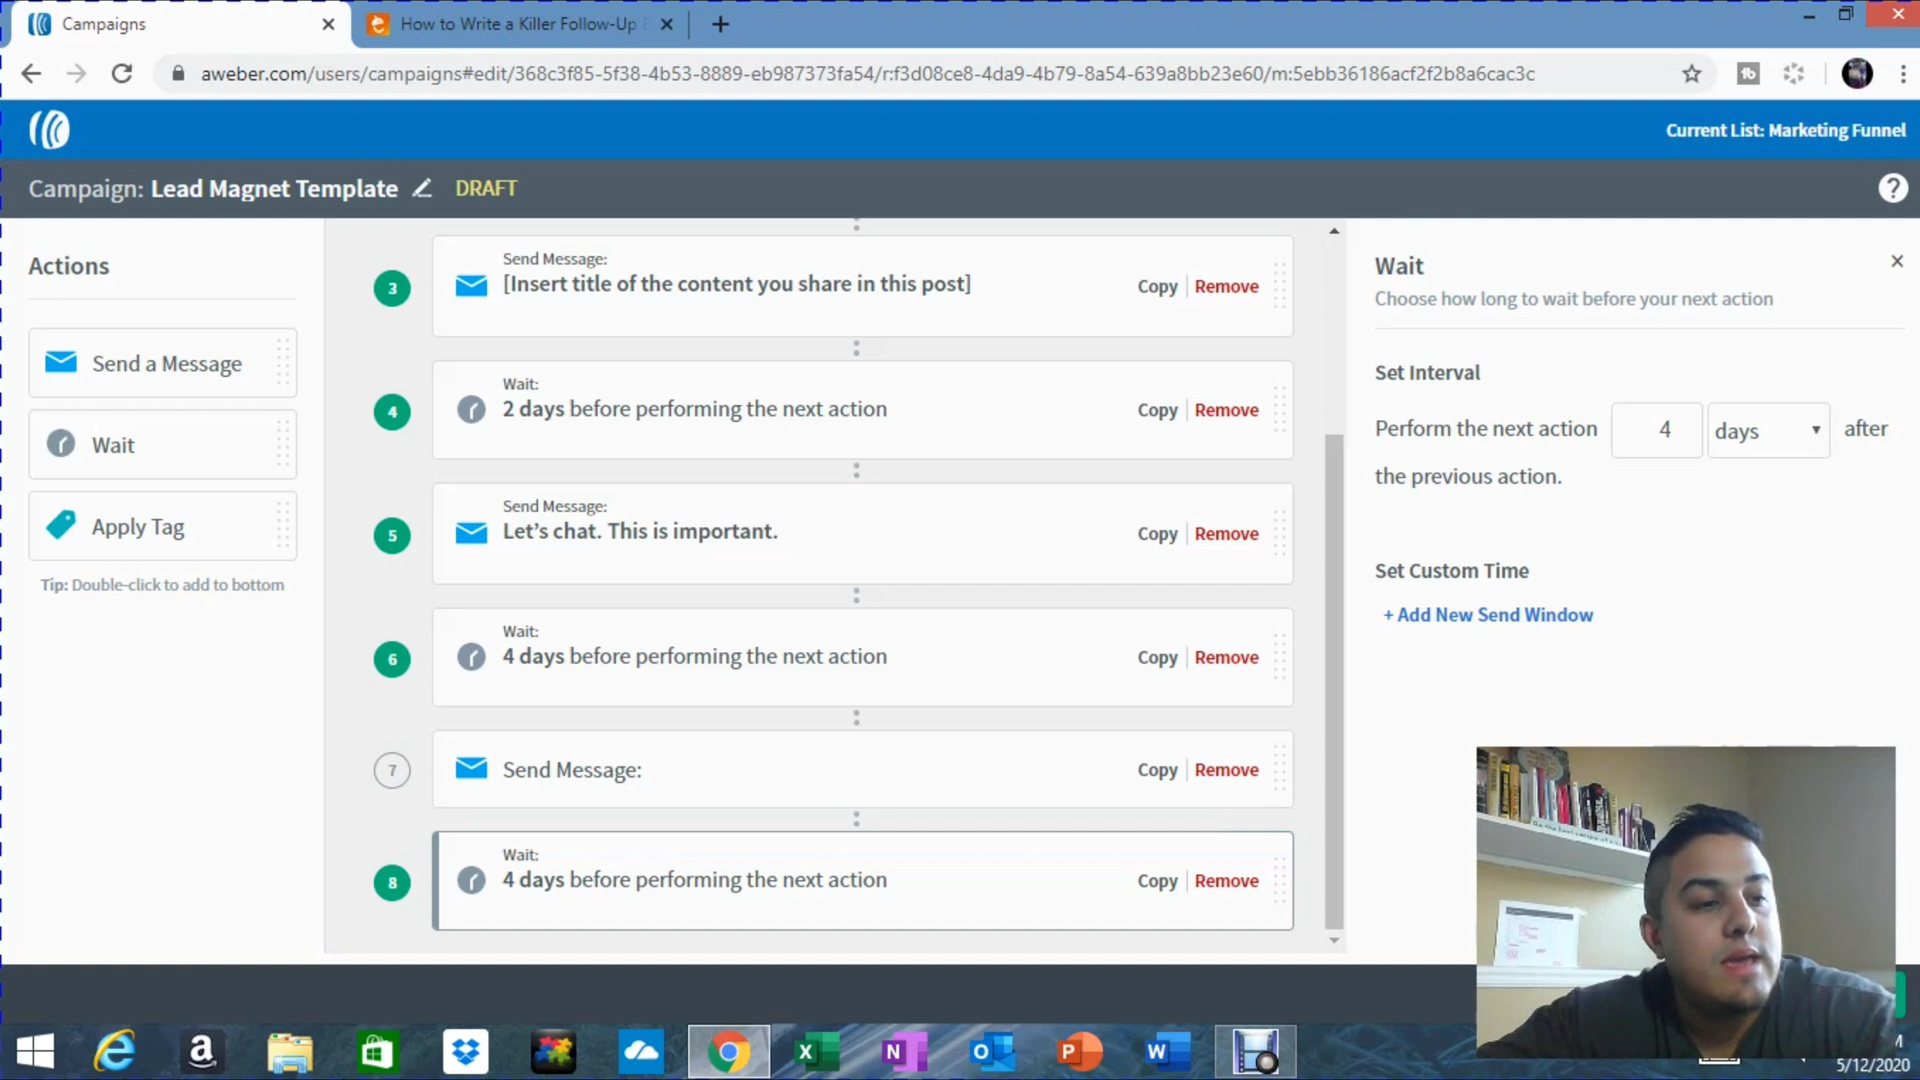 Campaigns
How to Write a Killer Follow-Up
aweber.com/users/campaigns#edit/368c3f85-5f38-4b53-8889-eb987373fa54/r:f3d08ce8-4da9-4b79-8a54-639a8bb23e60/m:5ebb36186acf2f2b8a6cac3c
Current List: Marketing Funnel
Campaign: Lead Magnet Template DRAFT
?
Actions
Send a Message
Wait
Apply Tag
Tip: Double-click to add to bottom
3
Send Message:
[Insert title of the content you share in this post]
Copy Remove
4
Wait:
2 days before performing the next action
Copy Remove
5
Send Message:
Let’s chat. This is important.
Copy Remove
6
Wait:
4 days before performing the next action
Copy Remove
7
Send Message:
Copy Remove
8
Wait:
4 days before performing the next action
Copy Remove
Wait
Choose how long to wait before your next action
Set Interval
Perform the next action 4 days after
the previous action.
Set Custom Time
+ Add New Send Window
5/12/2020